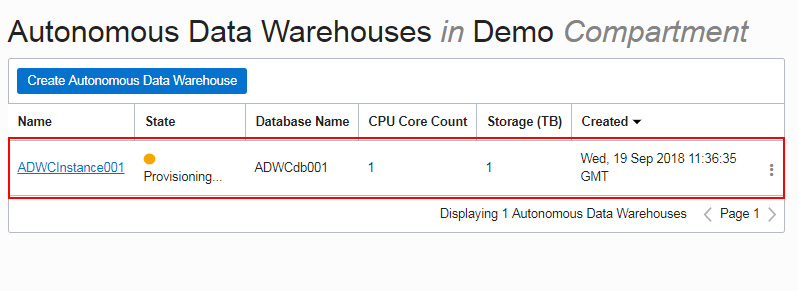 Autonomous Data Warehouses in Demo Compartment
Create Autonomous Data Warehouse
Name State Database Name CPU Core Count Storage (TB) Created
ADWCInstance001 Provisioning... ADWCdb001 1 1 Wed, 19 Sep 2018 11:36:35
GMT
Displaying 1 Autonomous Data Warehouses Page 1